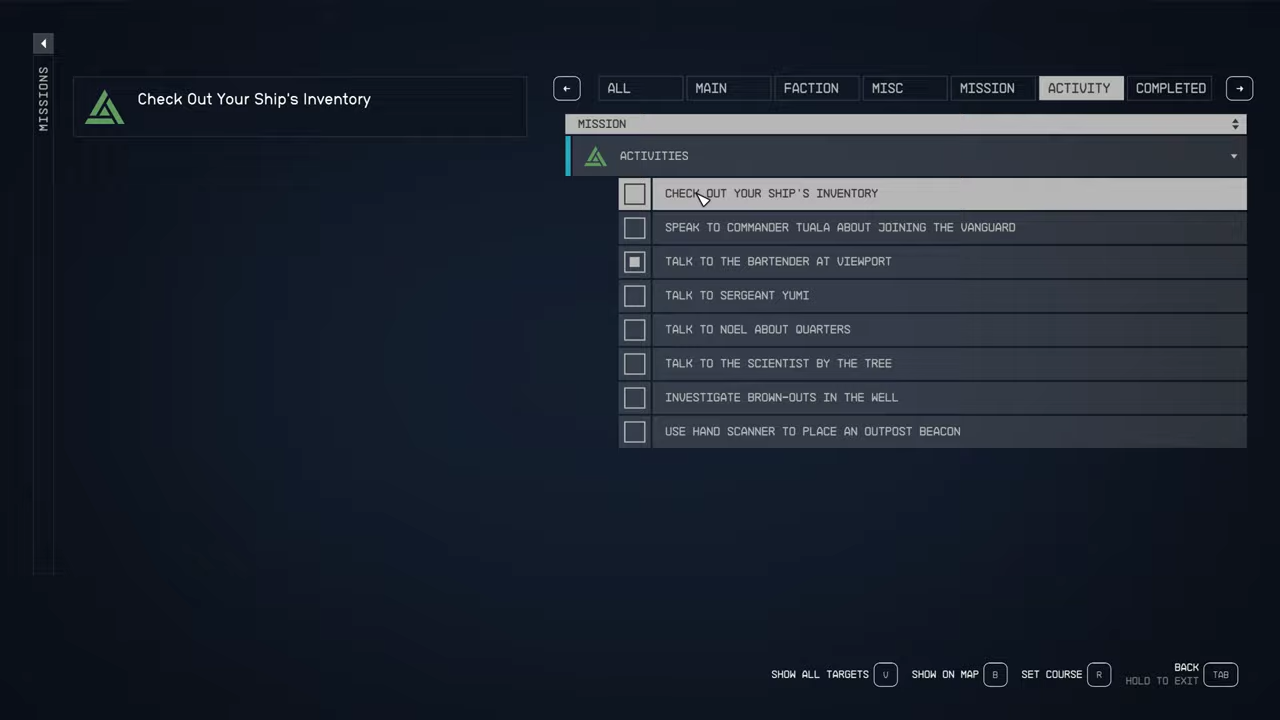 MISSIONS
Check Out Your Ship's Inventory
ALL MAIN FACTION MISC MISSION ACTIVITY COMPLETED
MISSION
ACTIVITIES
CHECK OUT YOUR SHIP'S INVENTORY
SPEAK TO COMMANDER TUALA ABOUT JOINING THE VANGUARD
TALK TO THE BARTENDER AT VIEWPORT
TALK TO SERGEANT YUMI
TALK TO NOEL ABOUT QUARTERS
TALK TO THE SCIENTIST BY THE TREE
INVESTIGATE BROWN-OUTS IN THE WELL
USE HAND SCANNER TO PLACE AN OUTPOST BEACON
SHOW ALL TARGETS V SHOW ON MAP B SET COURSE R BACK TAB
HOLD TO EXIT